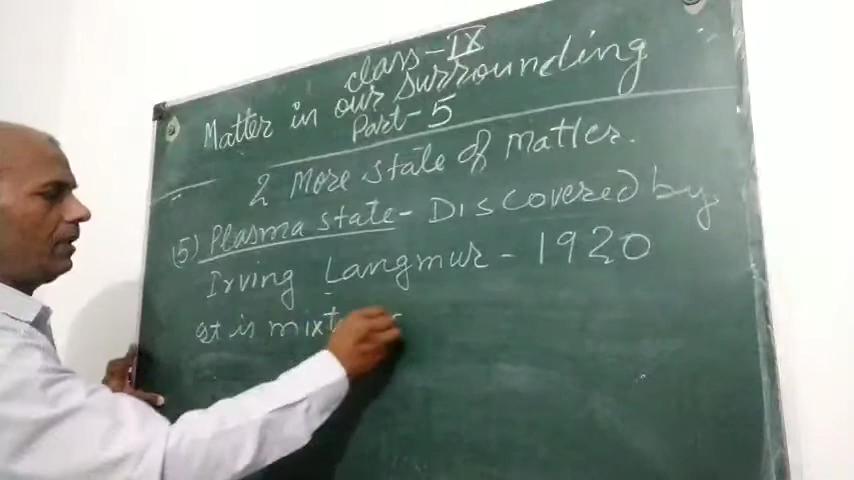 class-IX
Matter in our surrounding
Part-5
2 More state of matter.
(5) Plasma state- Discovered by
Irving Langmur - 1920
It is mixt